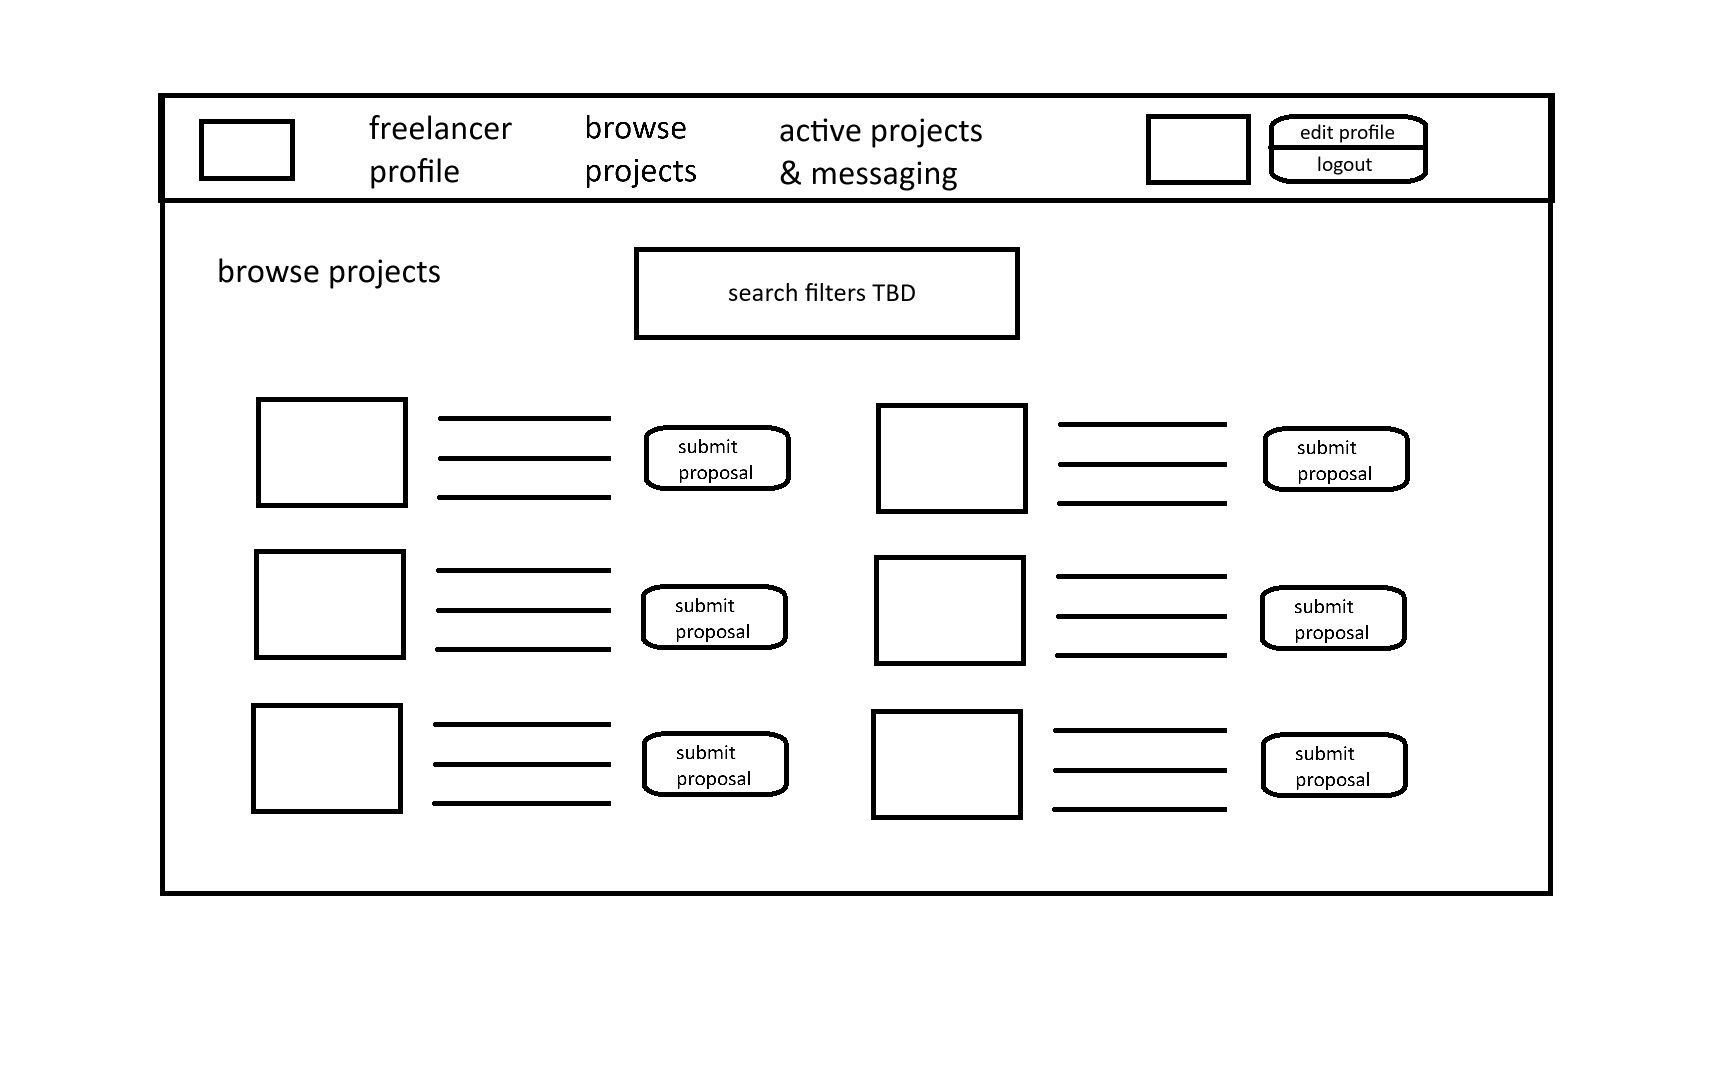 freelancer
profile
browse
projects
active projects
& messaging
edit profile
logout
browse projects
search filters TBD
submit
proposal
submit
proposal
submit
proposal
submit
proposal
submit
proposal
submit
proposal